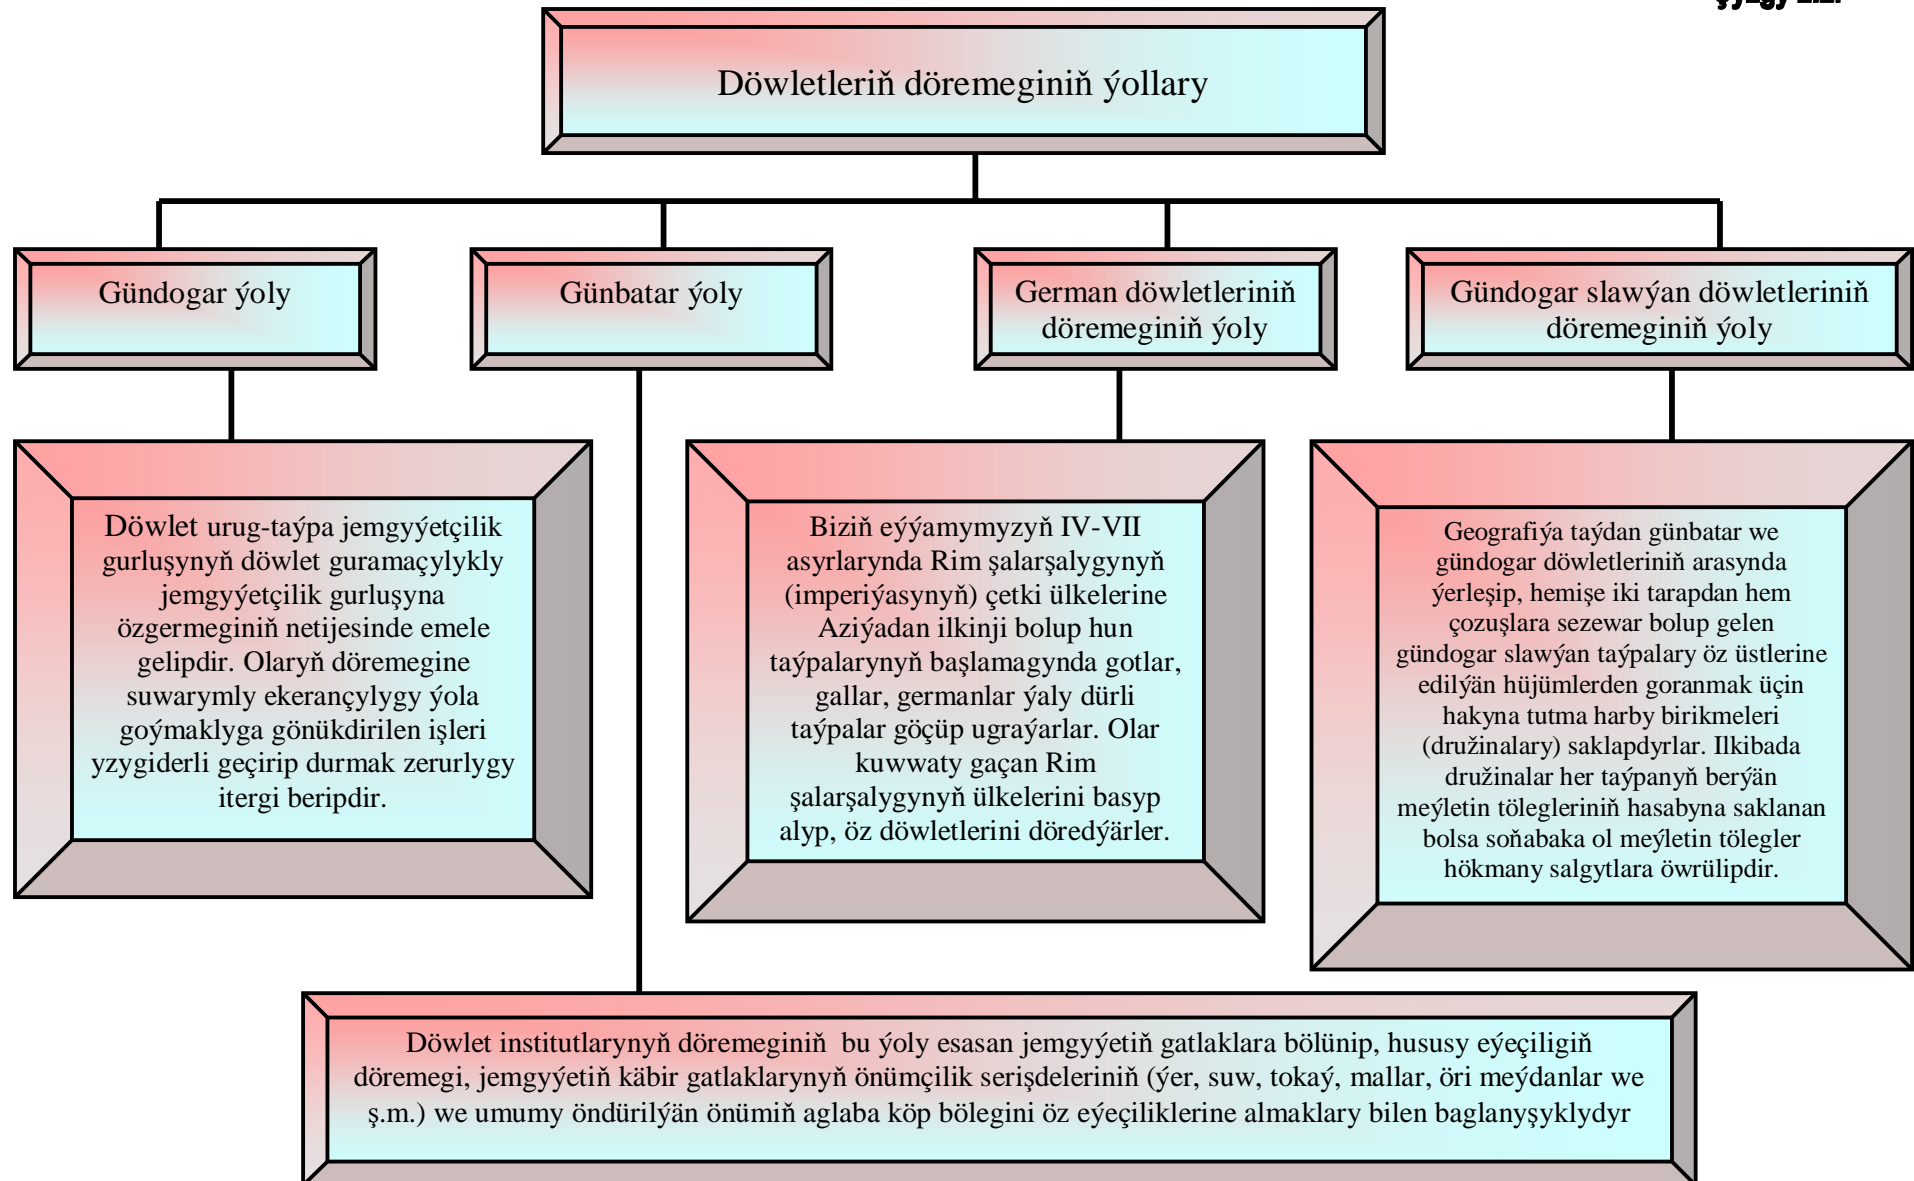 Döwletleriň döremeginiň ýollary
Gündogar ýoly
Günbatar ýoly
German döwletleriniň
döremeginiň ýoly
Gündogar slawýan döwletleriniň
döremeginiň ýoly
Döwlet urug-taýpa jemgyýetçilik
gurluşynyň döwlet guramaçylykly
jemgyýetçilik gurluşyna
özgermeginiň netijesinde emele
gelipdir. Olaryň döremegine
suwarymly ekerançylygy ýola
goýmaklyga gönükdirilen işleri
yzygiderli geçirip durmak zerurlygy
itergi beripdir.
Biziň eýýamymyzyň IV-VII
asyrlarynda Rim şalarşalygynyň
(imperiýasynyň) çetki ülkelerine
Aziýadan ilkinji bolup hun
taýpalarynyň başlamagynda gotlar,
gallar, germanlar ýaly dürli
taýpalar göçüp ugraýarlar. Olar
kuwwaty gaçan Rim
şalarşalygynyň ülkelerini basyp
alyp, öz döwletlerini döredýärler.
Geografiýa taýdan günbatar we
gündogar döwletleriniň arasynda
ýerleşip, hemişe iki tarapdan hem
çozuşlara sezewar bolup gelen
gündogar slawýan taýpalary öz üstlerine
edilýän hüjümlerden goranmak üçin
hakyna tutma harby birikmeleri
(družinalary) saklapdyrlar. Ilkibada
družinalar her taýpanyň berýän
meýletin tölegleriniň hasabyna saklanan
bolsa soňabaka ol meýletin tölegler
hökmany salgytlara öwrülipdir.
Döwlet institutlarynyň döremeginiň bu ýoly esasan jemgyýetiň gatlaklara bölünip, hususy eýeçiligiň
döremegi, jemgyýetiň käbir gatlaklarynyň önümçilik serişdeleriniň (ýer, suw, tokaý, mallar, öri meýdanlar we
ş.m.) we umumy öndürilýän önümiň aglaba köp bölegini öz eýeçiliklerine almaklary bilen baglanyşyklydyr